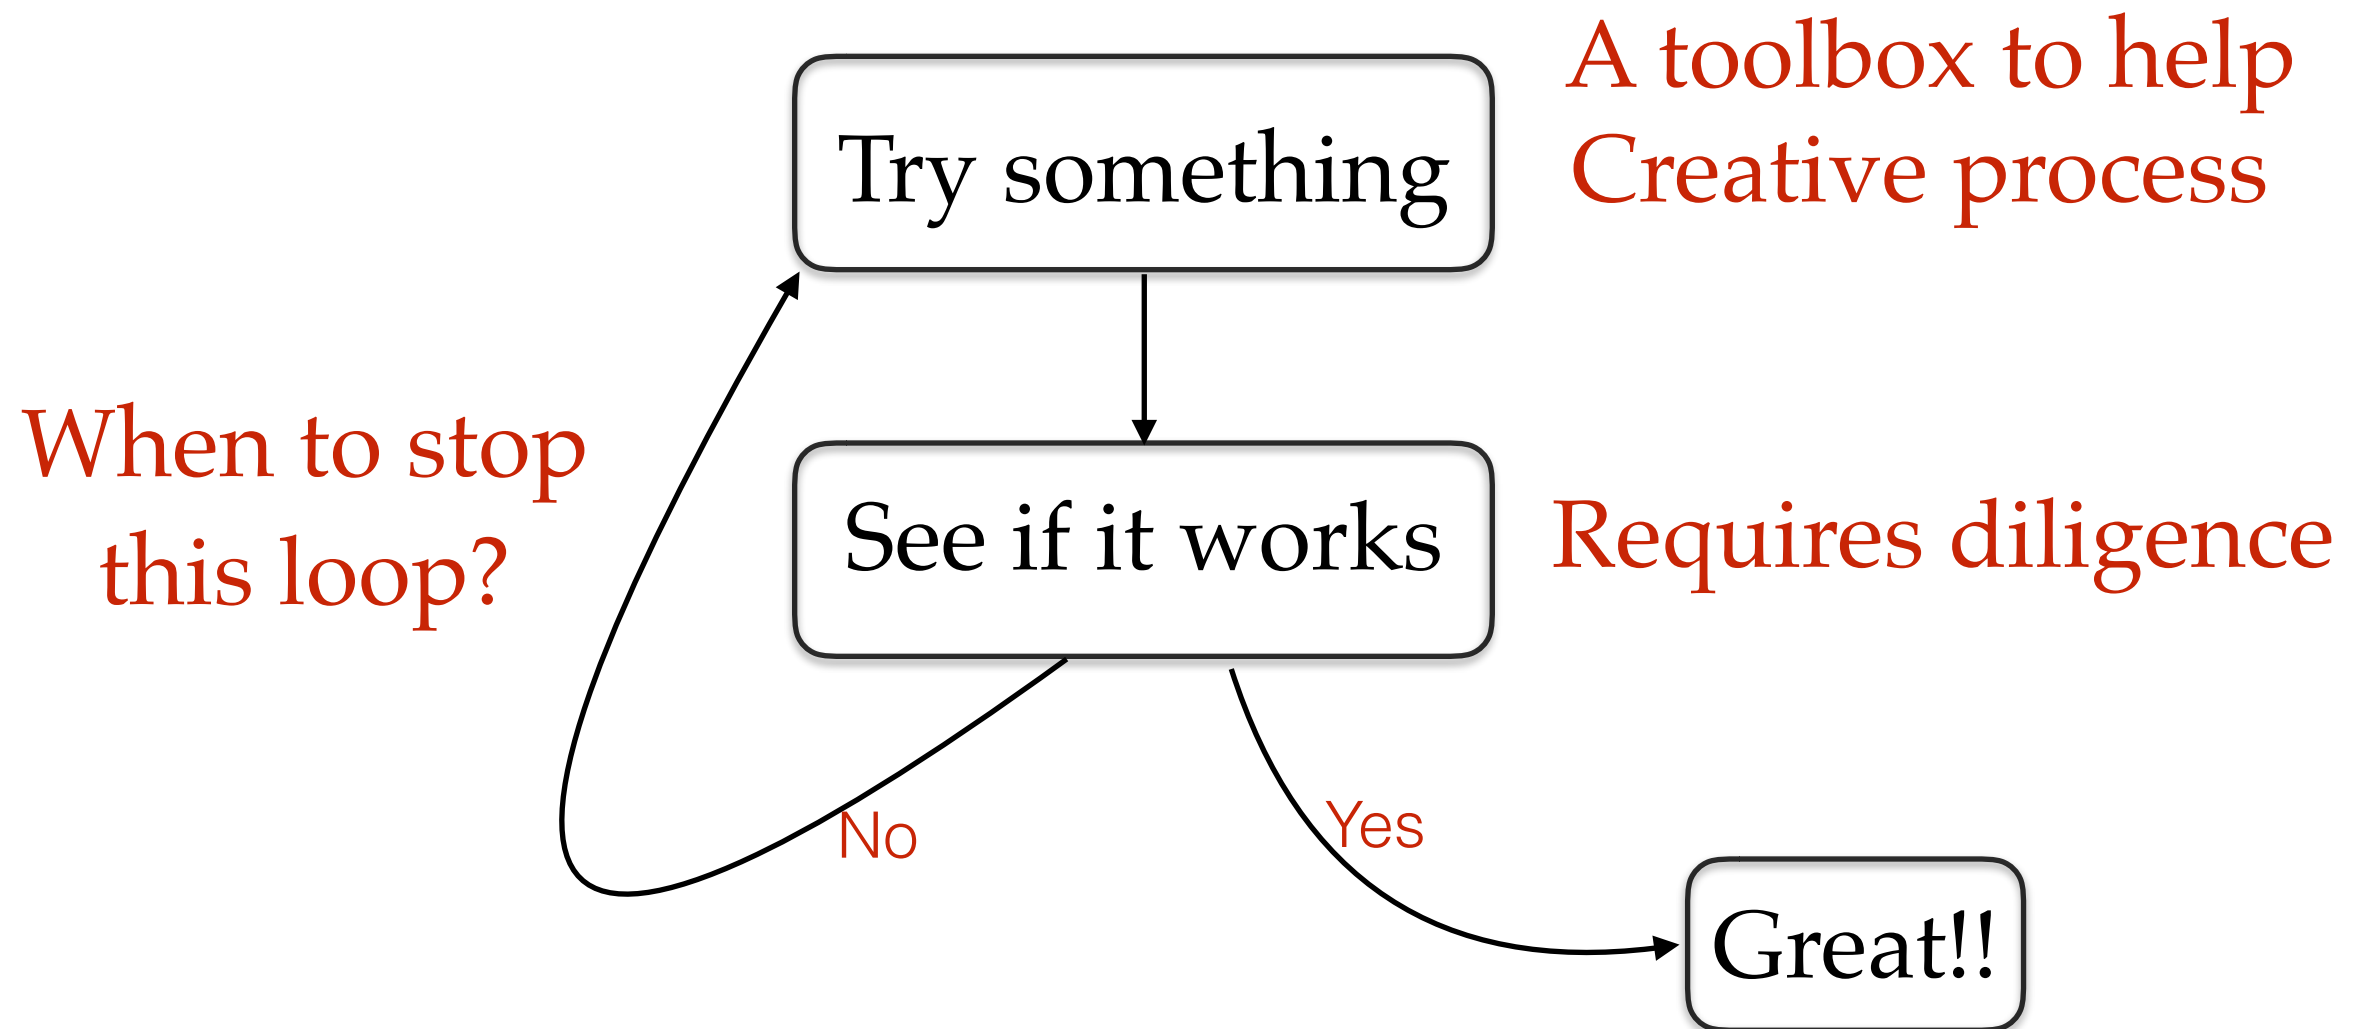 A toolbox to help
Creative process
Try something
When to stop
this loop?
See if it works
Requires diligence
No
Yes
Great!!